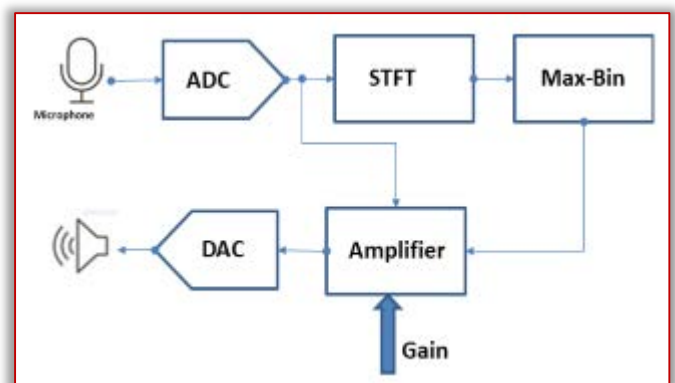 ADC
STFT
Max-Bin
Microphone
DAC
Amplifier
Gain